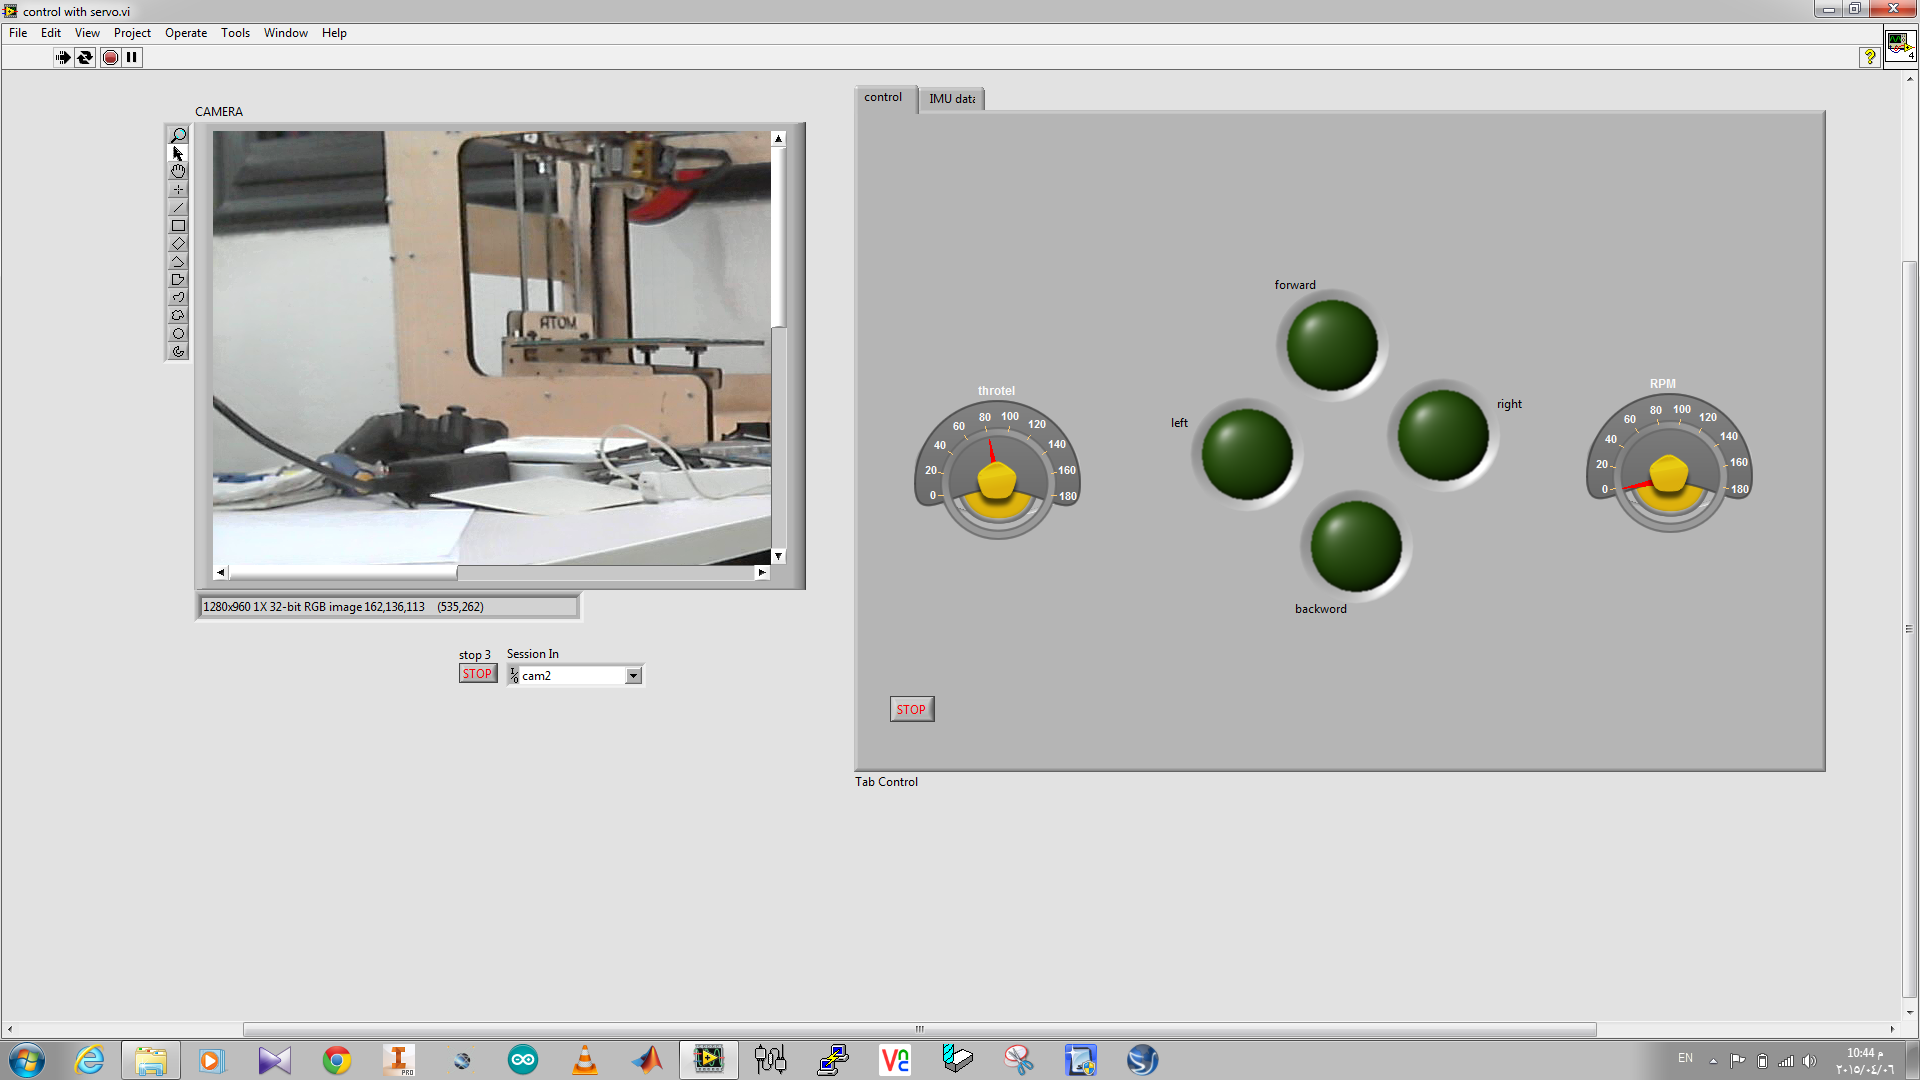 control with servo.vi
File Edit View Project Operate Tools Window Help
4
CAMERA
ATOM
1280x960 1X 32-bit RGB image 162,136,113 (535,262)
stop 3
STOP
Session In
cam2
control
IMU data
forward
left
right
backword
throtel
0 20 40 60 80 100 120 140 160 180
RPM
0 20 40 60 80 100 120 140 160 180
STOP
Tab Control
I PRO
VNC
EN
10:44 م
٢٠١٥/٠٤/٠٦